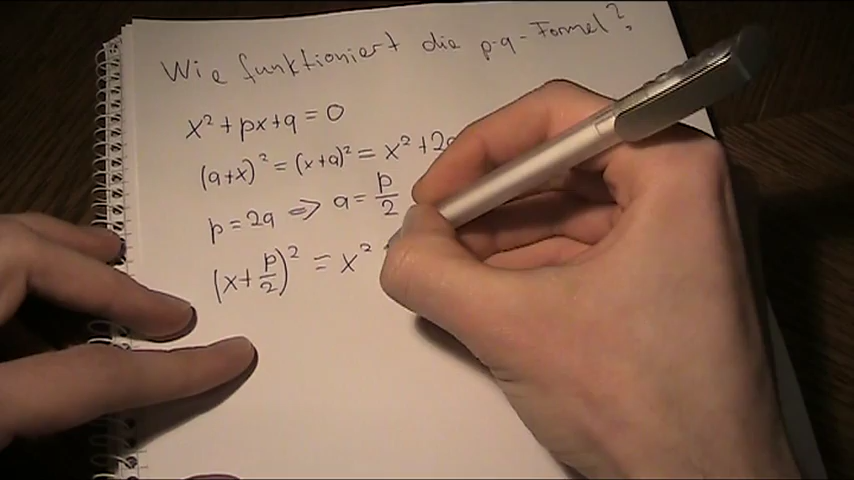 Wie funktioniert die p-q-Formel?
x² + px + q = 0
(a+x)² = (x+a)² = x² + 2a
p = 2a => a = p/2
(x + p/2)² = x²